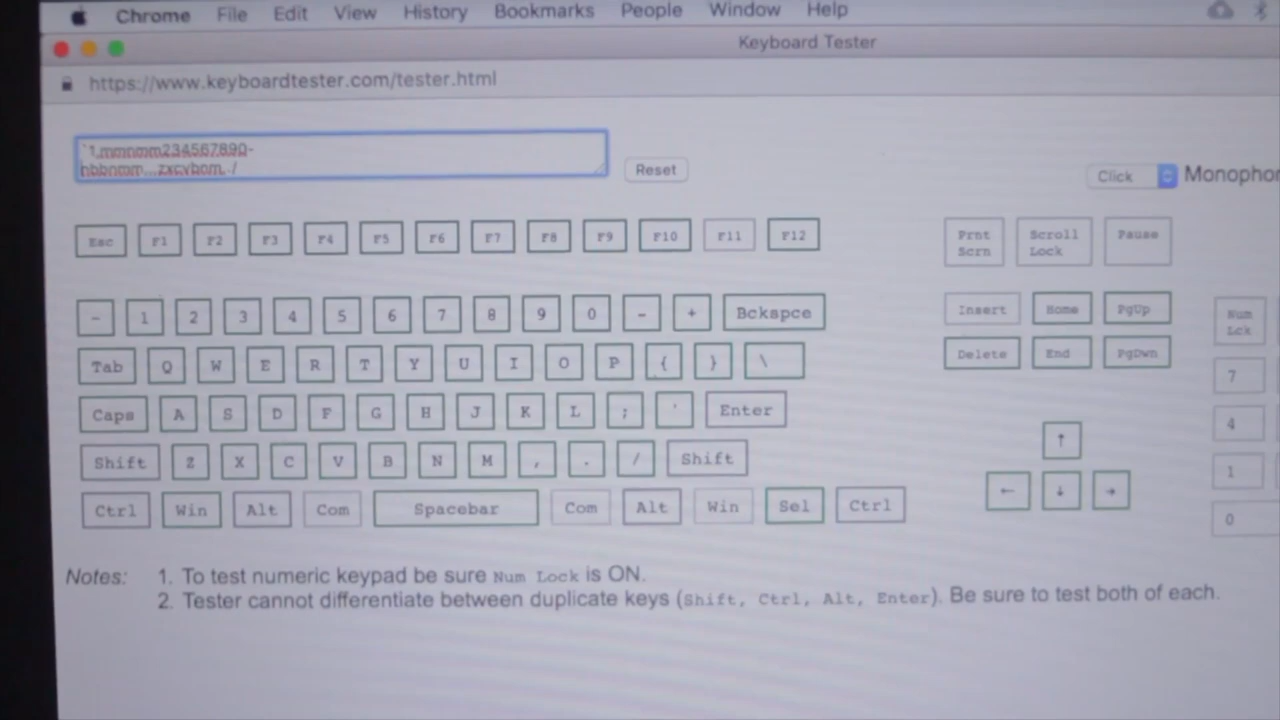 Chrome File Edit View History Bookmarks People Window Help
Keyboard Tester
https://www.keyboardtester.com/tester.html
`1,mmnmm234567890-
Reset
Click Monophor
Esc F1 F2 F3 F4 F5 F6 F7 F8 F9 F10 F11 F12
Prnt Scrn
Scroll Lock
Pause
~ 1 2 3 4 5 6 7 8 9 0 - + Bckspce
Insert Home PgUp
Num Lck
Tab Q W E R T Y U I O P { } \
Delete End PgDwn
7
Caps A S D F G H J K L ; ' Enter
4
Shift Z X C V B N M , . / Shift
↑
1
Ctrl Win Alt Com Spacebar Com Alt Win Sel Ctrl
← ↓ →
0
Notes: 1. To test numeric keypad be sure Num Lock is ON.
2. Tester cannot differentiate between duplicate keys (Shift, Ctrl, Alt, Enter). Be sure to test both of each.